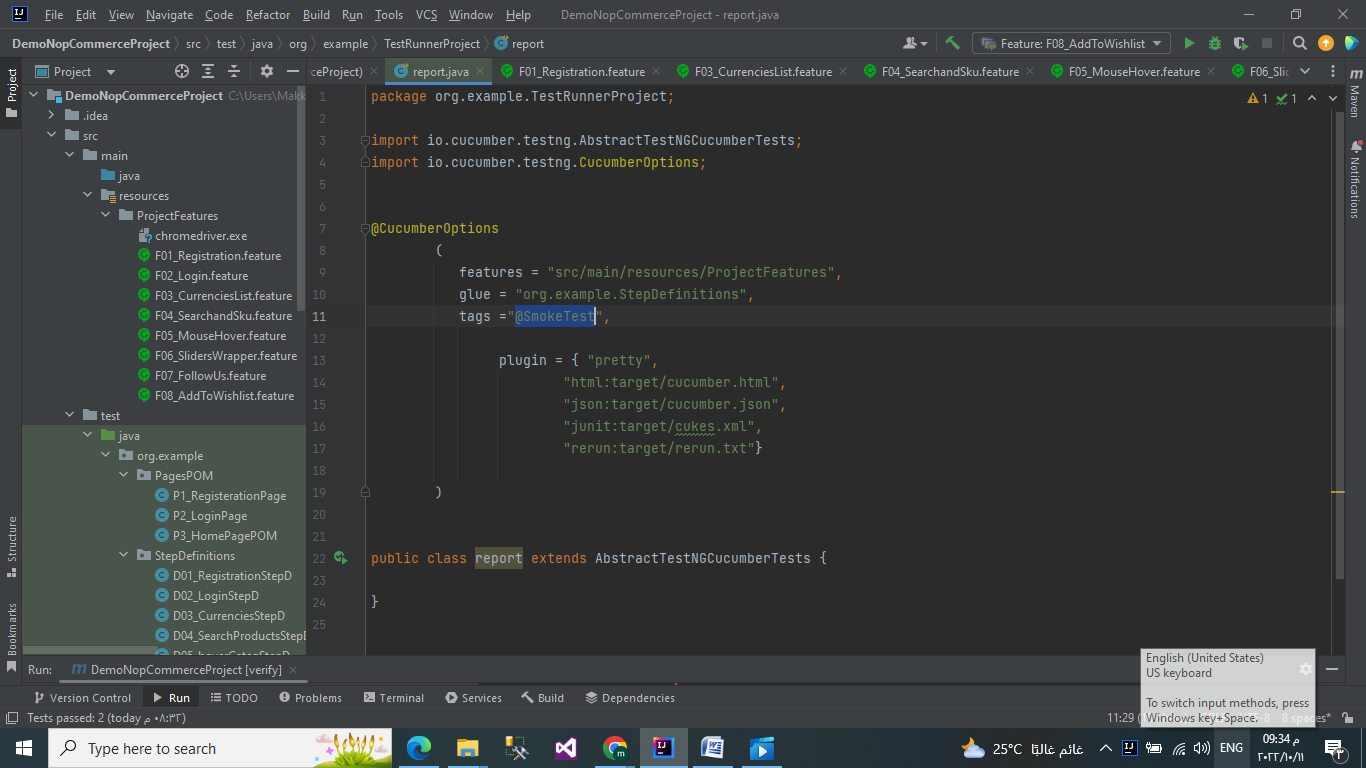 File Edit View Navigate Code Refactor Build Run Tools VCS Window Help DemoNopCommerceProject - report.java
DemoNopCommerceProject src test java org example TestRunnerProject report Feature: F08_AddToWishlist
Project ceProject) report.java F01_Registration.feature F03_CurrenciesList.feature F04_SearchandSku.feature F05_MouseHover.feature F06_Slic
Project
Structure
Bookmarks
Maven
Notifications
DemoNopCommerceProject C:\Users\Makk
.idea
src
main
java
resources
ProjectFeatures
chromedriver.exe
F01_Registration.feature
F02_Login.feature
F03_CurrenciesList.feature
F04_SearchandSku.feature
F05_MouseHover.feature
F06_SlidersWrapper.feature
F07_FollowUs.feature
F08_AddToWishlist.feature
test
java
org.example
PagesPOM
P1_RegisterationPage
P2_LoginPage
P3_HomePagePOM
StepDefinitions
D01_RegistrationStepD
D02_LoginStepD
D03_CurrenciesStepD
D04_SearchProductsStepD
1 package org.example.TestRunnerProject; 1 1
2
3 import io.cucumber.testng.AbstractTestNGCucumberTests;
4 import io.cucumber.testng.CucumberOptions;
5
6
7 @CucumberOptions
8 (
9 features = "src/main/resources/ProjectFeatures",
10 glue = "org.example.StepDefinitions",
11 tags ="@SmokeTest",
12
13 plugin = { "pretty",
14 "html:target/cucumber.html",
15 "json:target/cucumber.json",
16 "junit:target/cukes.xml",
17 "rerun:target/rerun.txt"}
18
19 )
20
21
22 public class report extends AbstractTestNGCucumberTests {
23
24 }
25
Run: DemoNopCommerceProject [verify]
English (United States)
US keyboard
To switch input methods, press
Windows key+Space.
Version Control Run TODO Problems Terminal Services Build Dependencies
Tests passed: 2 (today ٠٨:٣٢ م) 11:29 8 spaces*
Type here to search 25°C غائم غالبًا ENG 09:34 م
٢٠٢٢/١٠/١١ ٣